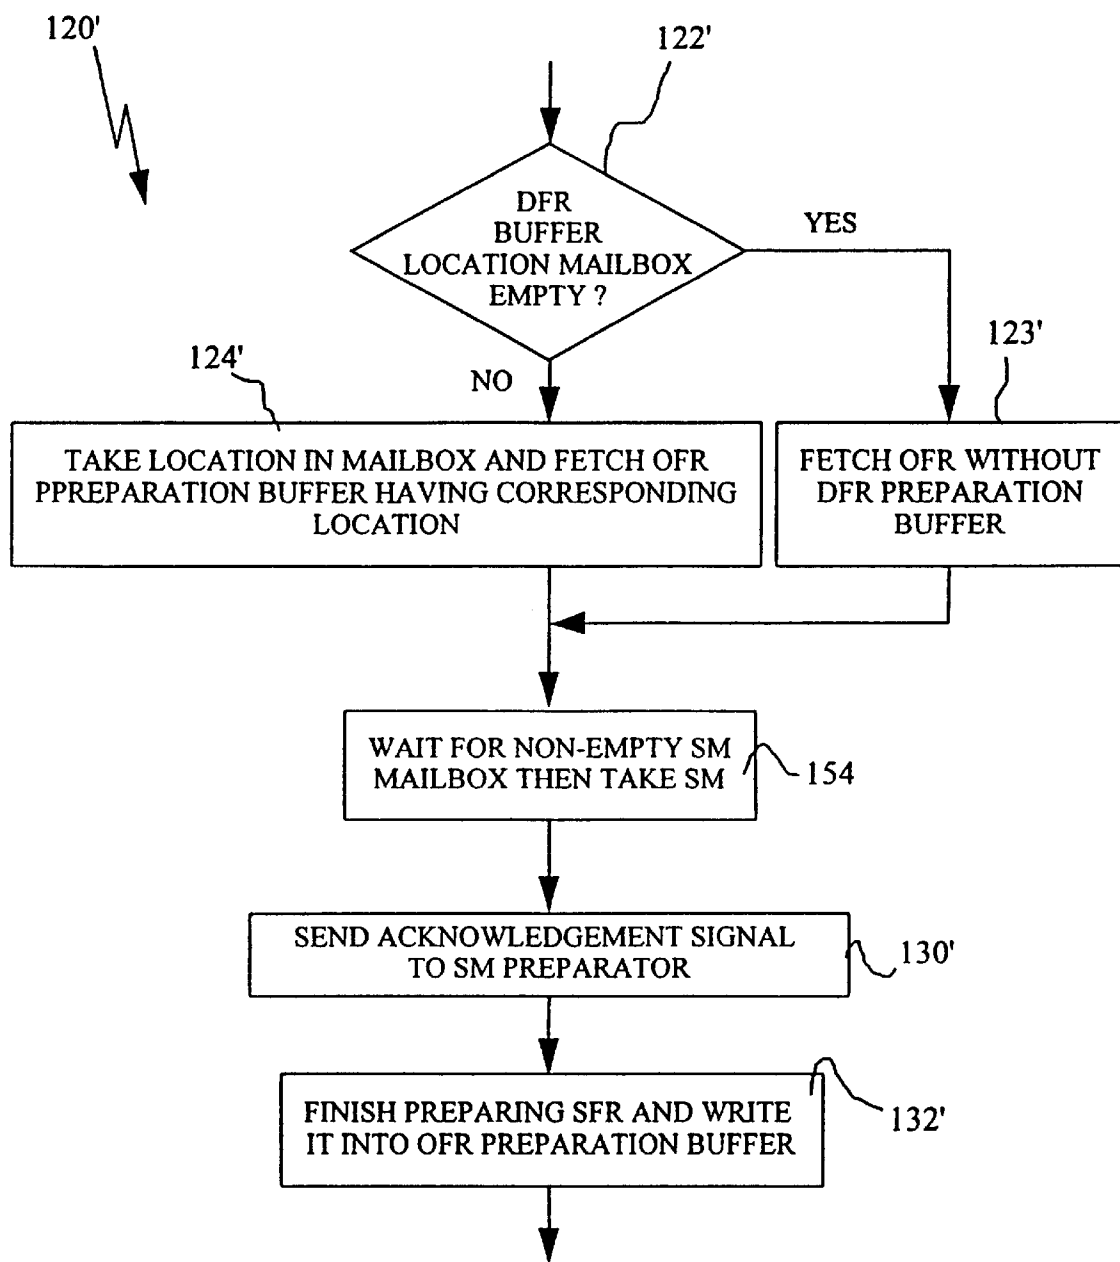 120'
122'
DFR
BUFFER
LOCATION MAILBOX
EMPTY ?
YES
123'
124'
NO
TAKE LOCATION IN MAILBOX AND FETCH OFR
PPREPARATION BUFFER HAVING CORRESPONDING
LOCATION
FETCH OFR WITHOUT
DFR PREPARATION
BUFFER
WAIT FOR NON-EMPTY SM
MAILBOX THEN TAKE SM
154
SEND ACKNOWLEDGEMENT SIGNAL
TO SM PREPARATOR
130'
FINISH PREPARING SFR AND WRITE
IT INTO OFR PREPARATION BUFFER
132'